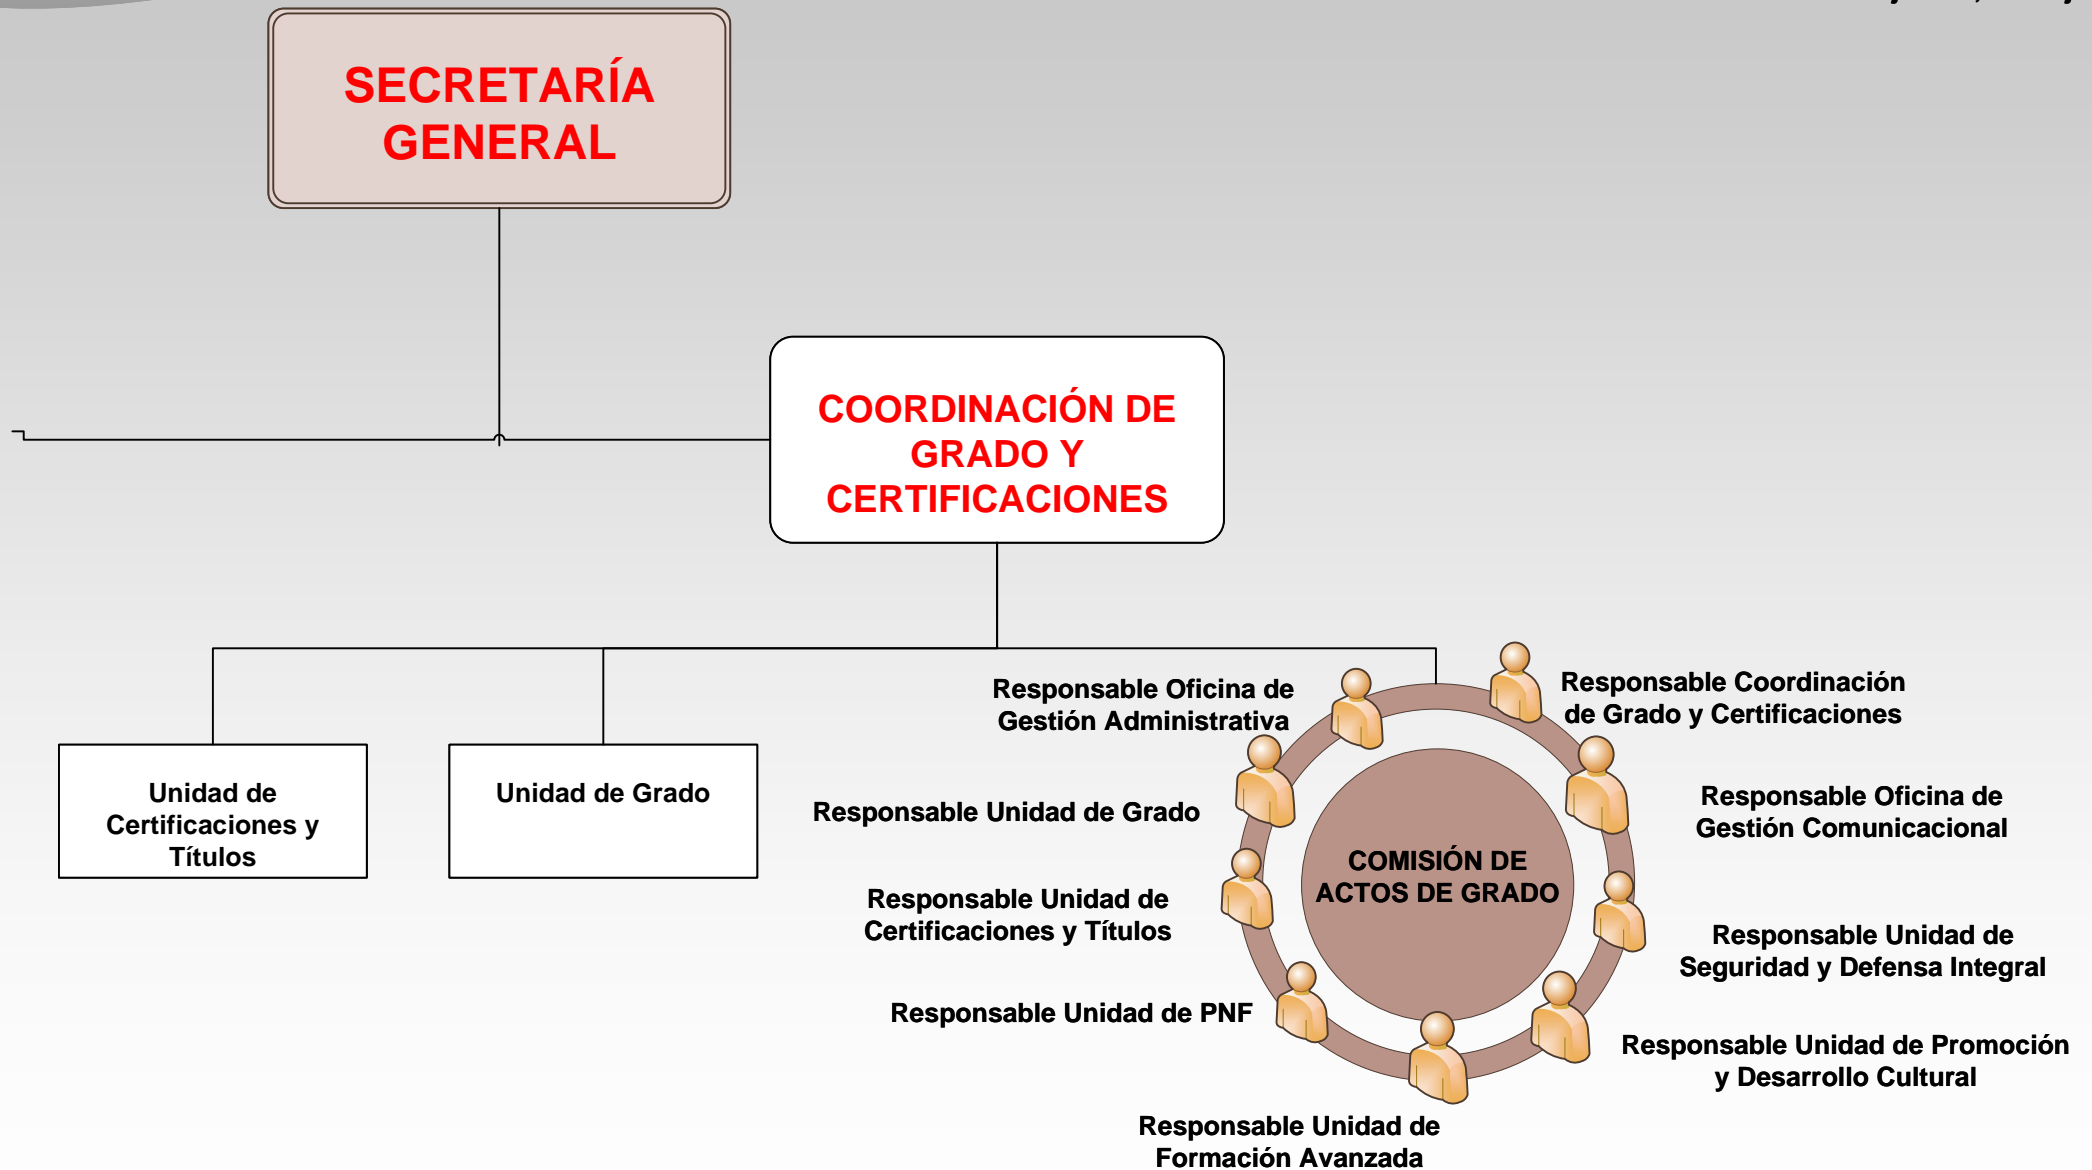 SECRETARÍA
GENERAL
COORDINACIÓN DE
GRADO Y
CERTIFICACIONES
Unidad de
Certificaciones y
Títulos
Unidad de Grado
Responsable Oficina de
Gestión Administrativa
Responsable Coordinación
de Grado y Certificaciones
Responsable Unidad de Grado
Responsable Oficina de
Gestión Comunicacional
COMISIÓN DE
ACTOS DE GRADO
Responsable Unidad de
Certificaciones y Títulos
Responsable Unidad de
Seguridad y Defensa Integral
Responsable Unidad de PNF
Responsable Unidad de Promoción
y Desarrollo Cultural
Responsable Unidad de
Formación Avanzada